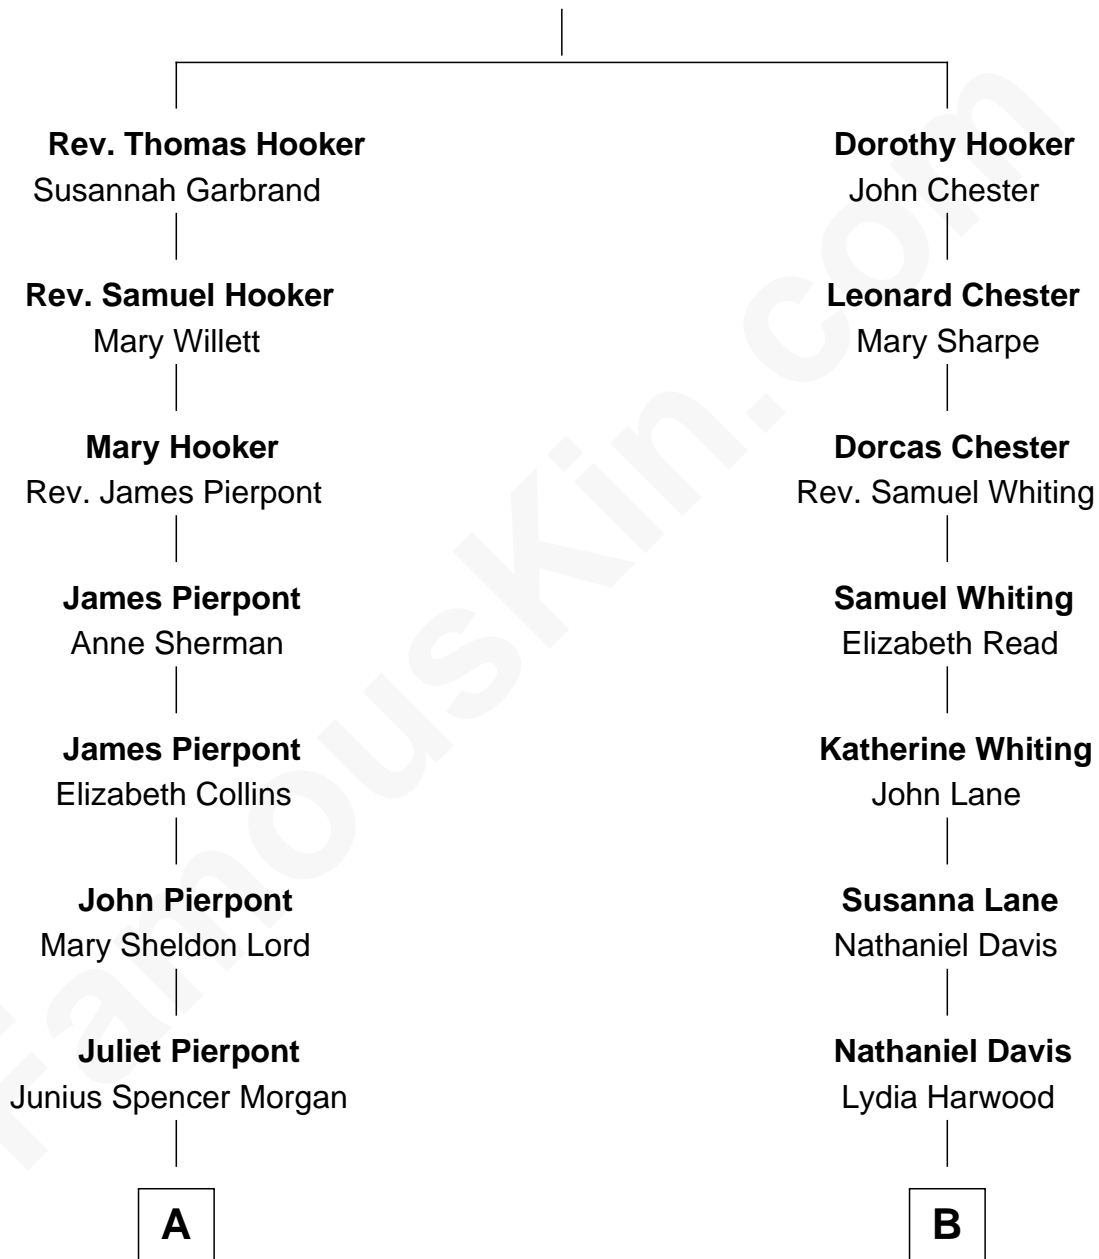 Rev. Thomas Hooker
Susannah Garbrand
Rev. Samuel Hooker
Mary Willett
Mary Hooker
Rev. James Pierpont
James Pierpont
Anne Sherman
James Pierpont
Elizabeth Collins
John Pierpont
Mary Sheldon Lord
Juliet Pierpont
Junius Spencer Morgan
A
Dorothy Hooker
John Chester
Leonard Chester
Mary Sharpe
Dorcas Chester
Rev. Samuel Whiting
Samuel Whiting
Elizabeth Read
Katherine Whiting
John Lane
Susanna Lane
Nathaniel Davis
Nathaniel Davis
Lydia Harwood
B
FamousKin.com